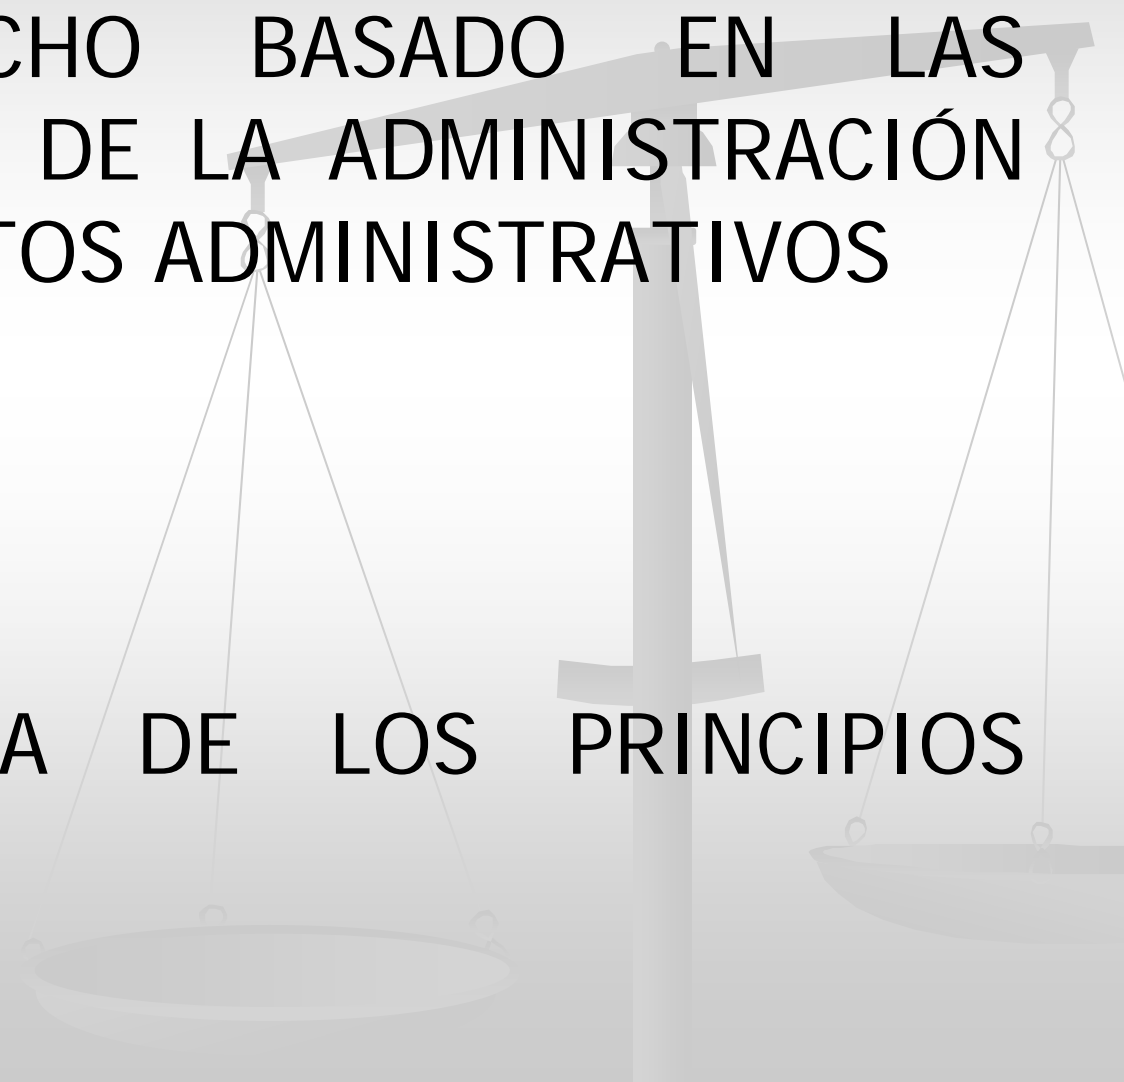 CHO BASADO EN LAS
DE LA ADMINISTRACIÓN
TOS ADMINISTRATIVOS
A DE LOS PRINCIPIOS